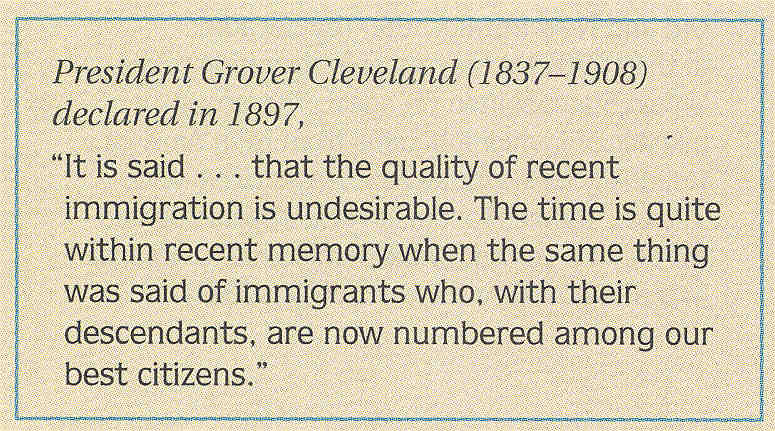 President Grover Cleveland (1837–1908)
declared in 1897,
“It is said . . . that the quality of recent
immigration is undesirable. The time is quite
within recent memory when the same thing
was said of immigrants who, with their
descendants, are now numbered among our
best citizens.”